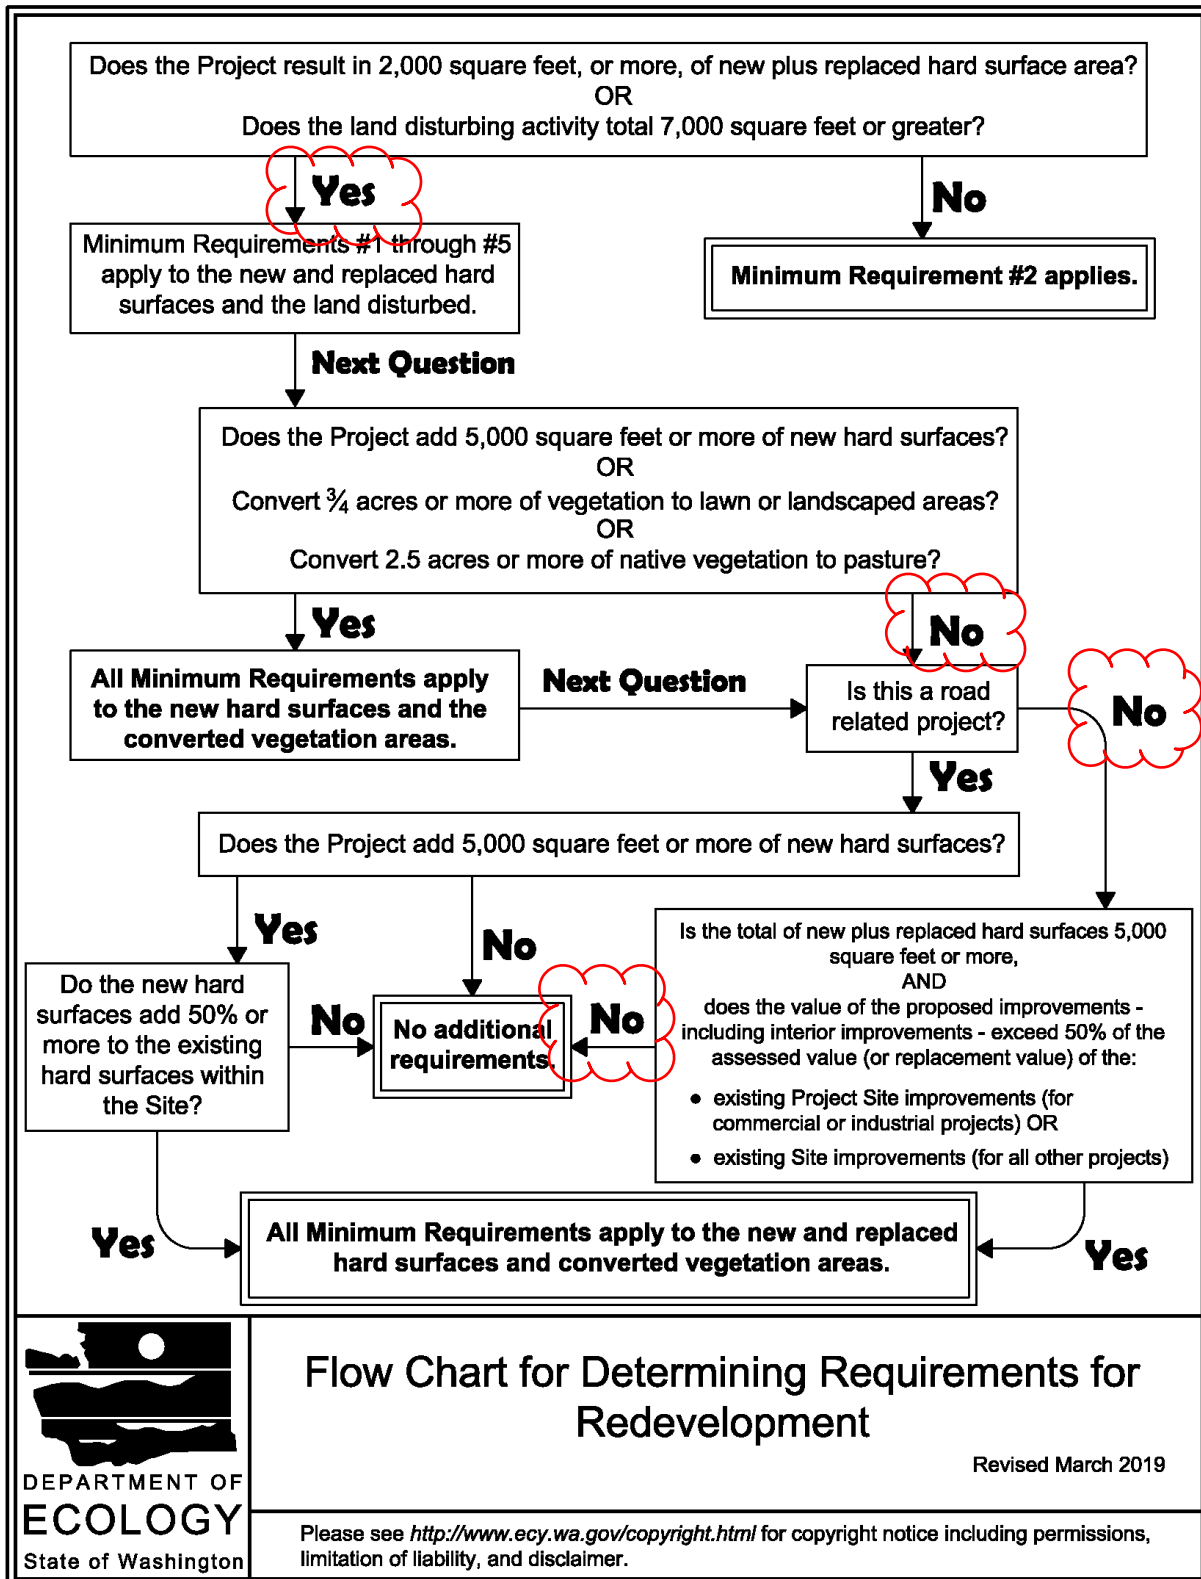 Does the Project result in 2,000 square feet, or more, of new plus replaced hard surface area?
OR
Does the land disturbing activity total 7,000 square feet or greater?
Yes
No
Minimum Requirements #1 through #5
apply to the new and replaced hard
surfaces and the land disturbed.
Minimum Requirement #2 applies.
Next Question
Does the Project add 5,000 square feet or more of new hard surfaces?
OR
Convert ¾ acres or more of vegetation to lawn or landscaped areas?
OR
Convert 2.5 acres or more of native vegetation to pasture?
Yes
No
All Minimum Requirements apply
to the new hard surfaces and the
converted vegetation areas.
Next Question
Is this a road
related project?
No
Yes
Does the Project add 5,000 square feet or more of new hard surfaces?
Yes
No
Do the new hard
surfaces add 50% or
more to the existing
hard surfaces within
the Site?
No
No additional
requirements.
No
Is the total of new plus replaced hard surfaces 5,000
square feet or more,
AND
does the value of the proposed improvements -
including interior improvements - exceed 50% of the
assessed value (or replacement value) of the:
• existing Project Site improvements (for
commercial or industrial projects) OR
• existing Site improvements (for all other projects)
Yes
All Minimum Requirements apply to the new and replaced
hard surfaces and converted vegetation areas.
Yes
DEPARTMENT OF
ECOLOGY
State of Washington
Flow Chart for Determining Requirements for
Redevelopment
Revised March 2019
Please see http://www.ecy.wa.gov/copyright.html for copyright notice including permissions,
limitation of liability, and disclaimer.